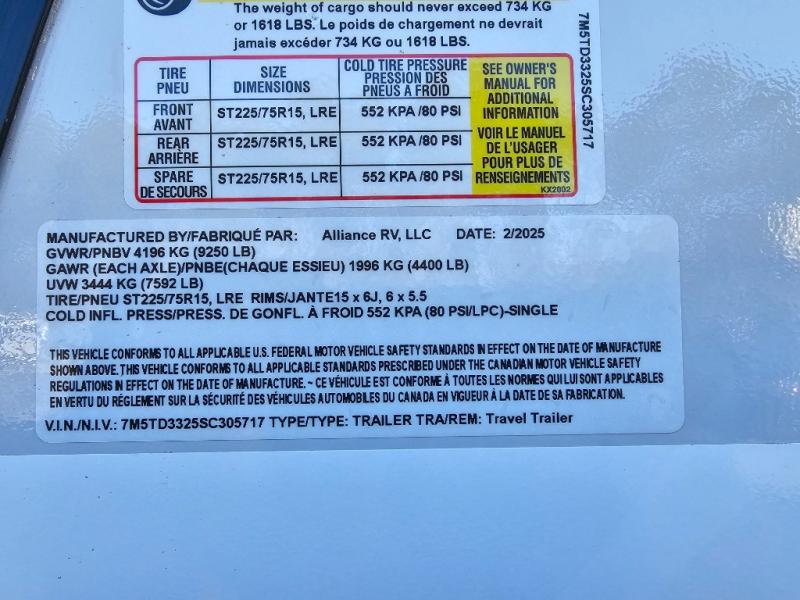 The weight of cargo should never exceed 734 KG
or 1618 LBS. Le poids de chargement ne devrait
jamais excéder 734 KG ou 1618 LBS.
TIRE PNEU SIZE DIMENSIONS COLD TIRE PRESSURE PRESSION DES PNEUS A FROID
FRONT AVANT ST225/75R15, LRE 552 KPA /80 PSI
REAR ARRIÈRE ST225/75R15, LRE 552 KPA /80 PSI
SPARE DE SECOURS ST225/75R15, LRE 552 KPA /80 PSI
SEE OWNER'S
MANUAL FOR
ADDITIONAL
INFORMATION
VOIR LE MANUEL
DE L'USAGER
POUR PLUS DE
RENSEIGNEMENTS
KX2802
7M5TD3325SC305717
MANUFACTURED BY/FABRIQUÉ PAR: Alliance RV, LLC DATE: 2/2025
GVWR/PNBV 4196 KG (9250 LB)
GAWR (EACH AXLE)/PNBE(CHAQUE ESSIEU) 1996 KG (4400 LB)
UVW 3444 KG (7592 LB)
TIRE/PNEU ST225/75R15, LRE RIMS/JANTE15 x 6J, 6 x 5.5
COLD INFL. PRESS/PRESS. DE GONFL. À FROID 552 KPA (80 PSI/LPC)-SINGLE
THIS VEHICLE CONFORMS TO ALL APPLICABLE U.S. FEDERAL MOTOR VEHICLE SAFETY STANDARDS IN EFFECT ON THE DATE OF MANUFACTURE
SHOWN ABOVE. THIS VEHICLE CONFORMS TO ALL APPLICABLE STANDARDS PRESCRIBED UNDER THE CANADIAN MOTOR VEHICLE SAFETY
REGULATIONS IN EFFECT ON THE DATE OF MANUFACTURE. ~ CE VÉHICULE EST CONFORME À TOUTES LES NORMES QUI LUI SONT APPLICABLES
EN VERTU DU RÉGLEMENT SUR LA SÉCURITÉ DES VÉHICULES AUTOMOBILES DU CANADA EN VIGUEUR À LA DATE DE SA FABRICATION.
V.I.N./N.I.V.: 7M5TD3325SC305717 TYPE/TYPE: TRAILER TRA/REM: Travel Trailer